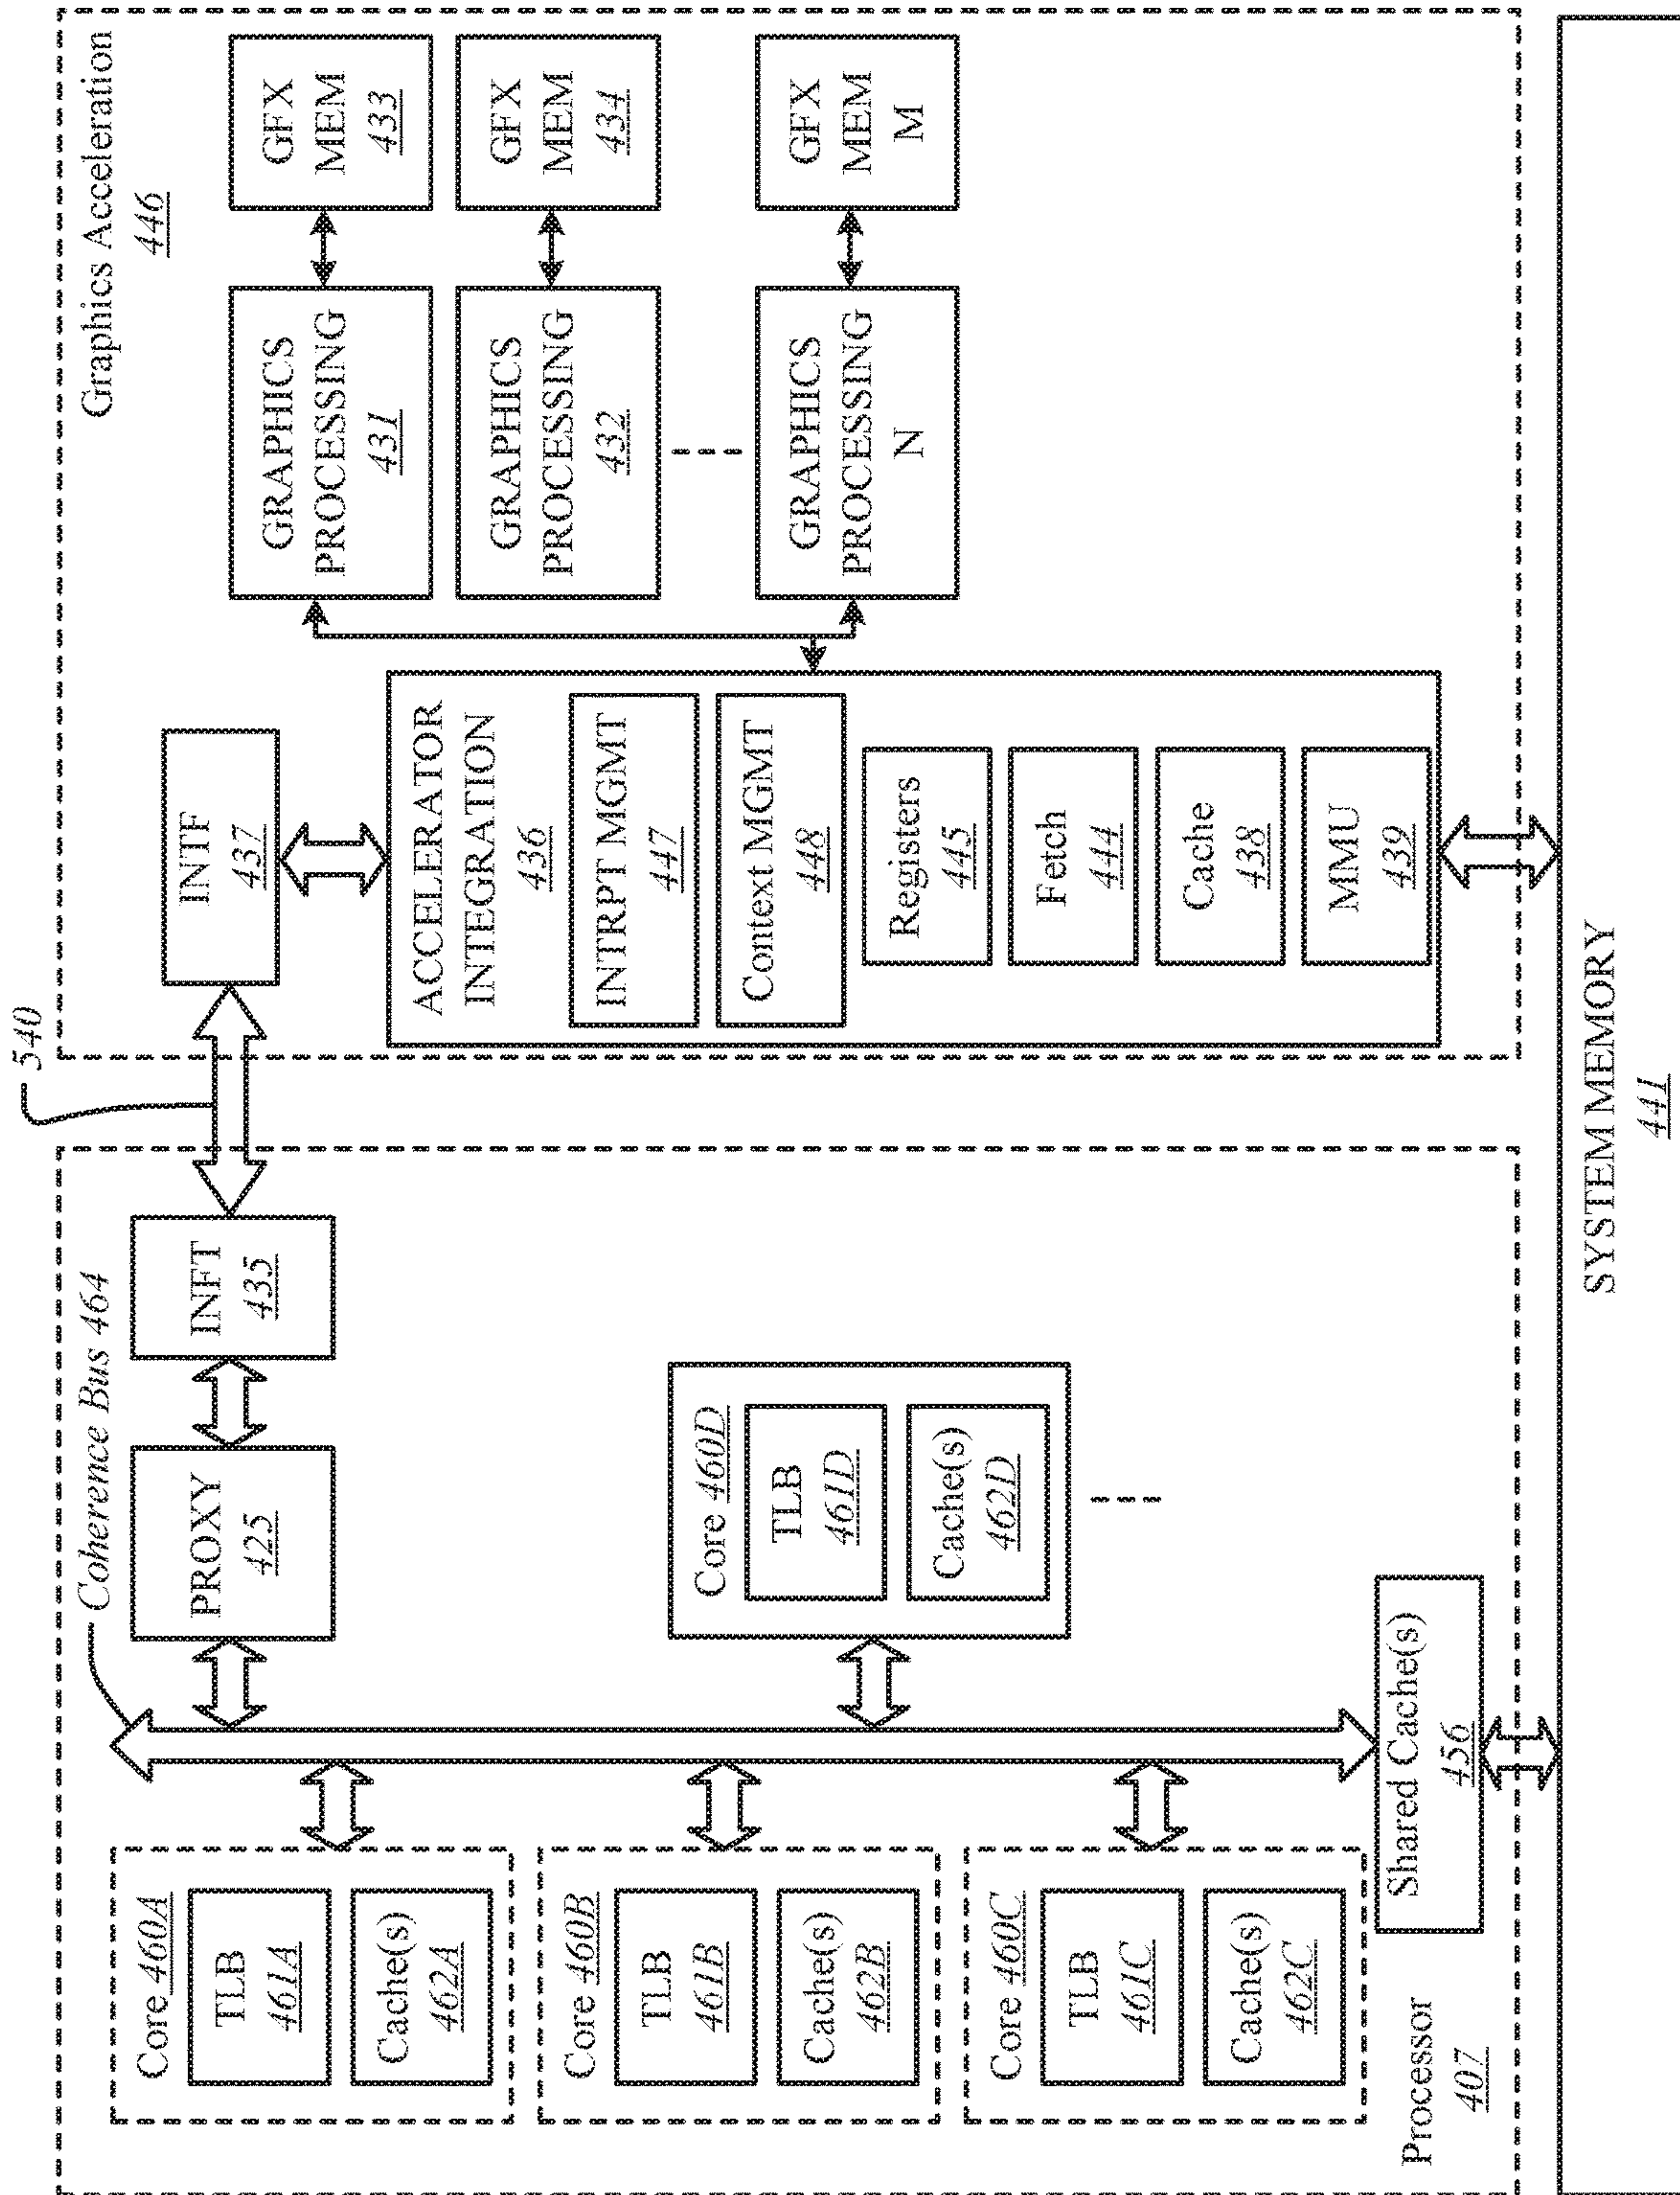 Processor
407
Core 460A
TLB
461A
Cache(s)
462A
Core 460B
TLB
461B
Cache(s)
462B
Core 460C
TLB
461C
Cache(s)
462C
Shared Cache(s)
456
Coherence Bus 464
PROXY
425
INFT
435
Core 460D
TLB
461D
Cache(s)
462D
540
Graphics Acceleration
446
INTF
437
ACCELERATOR
INTEGRATION
436
INTRPT MGMT
447
Context MGMT
448
Registers
445
Fetch
444
Cache
438
MMU
439
GRAPHICS
PROCESSING
431
GFX
MEM
433
GRAPHICS
PROCESSING
432
GFX
MEM
434
GRAPHICS
PROCESSING
N
GFX
MEM
M
SYSTEM MEMORY
441